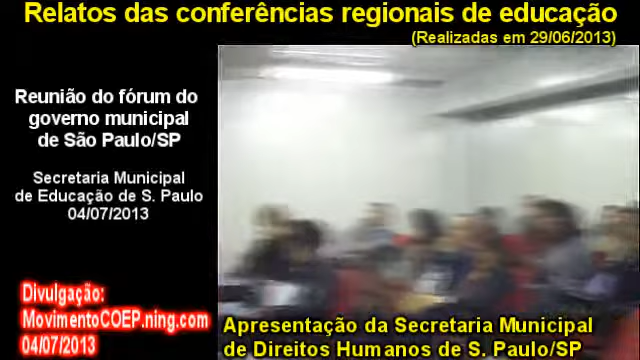 Relatos das conferências regionais de educação
(Realizadas em 29/06/2013)
Reunião do fórum do
governo municipal
de São Paulo/SP
Secretaria Municipal
de Educação de S. Paulo
04/07/2013
Divulgação:
MovimentoCOEP.ning.com
04/07/2013
Apresentação da Secretaria Municipal
de Direitos Humanos de S. Paulo/SP